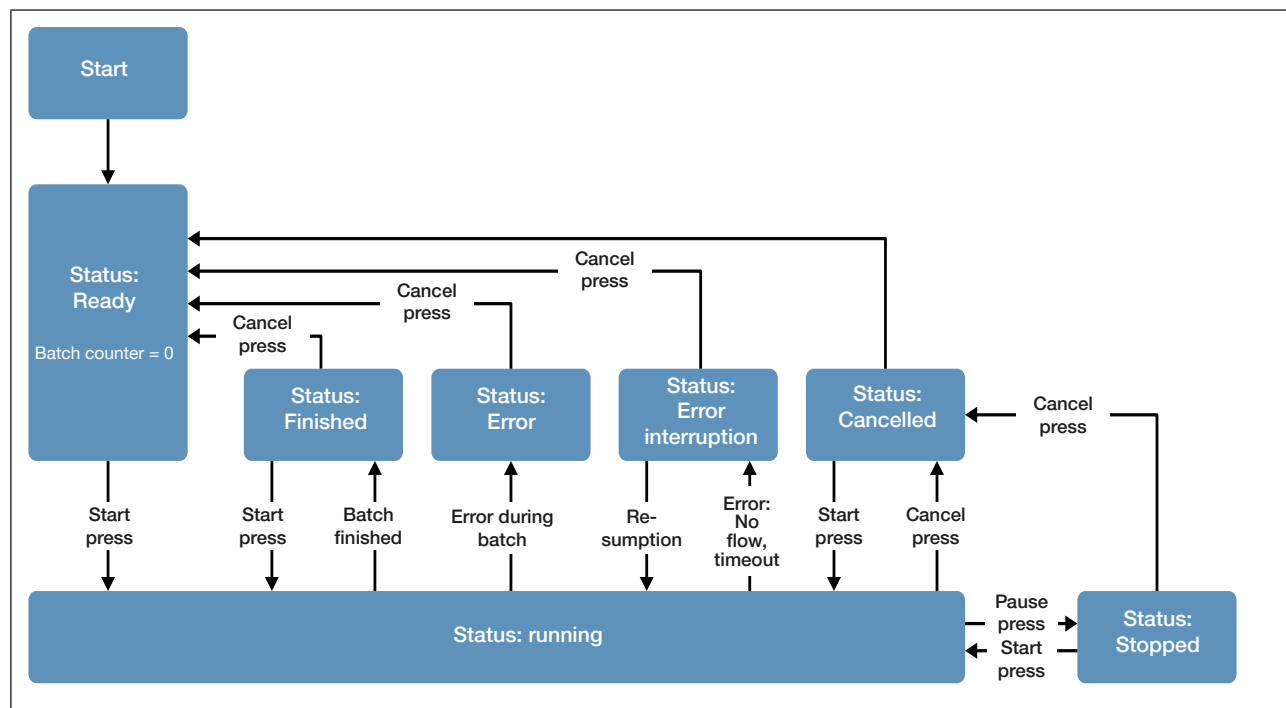 Start
Status:
Ready
Batch counter = 0
Cancel
press
Cancel
press
Cancel
press
Status:
Finished
Status:
Error
Status:
Error
interruption
Status:
Cancelled
Cancel
press
Start
press
Start
press
Batch
finished
Error during
batch
Re-
sumption
Error:
No
flow,
timeout
Start
press
Cancel
press
Status: running
Pause
press
Start
press
Status:
Stopped